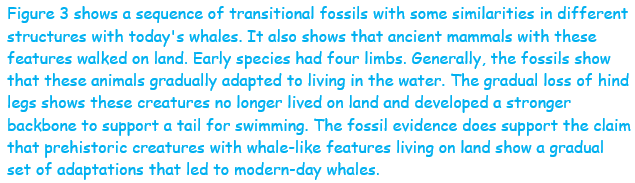 Figure 3 shows a sequence of transitional fossils with some similarities in different
structures with today's whales. It also shows that ancient mammals with these
features walked on land. Early species had four limbs. Generally, the fossils show
that these animals gradually adapted to living in the water. The gradual loss of hind
legs shows these creatures no longer lived on land and developed a stronger
backbone to support a tail for swimming. The fossil evidence does support the claim
that prehistoric creatures with whale-like features living on land show a gradual
set of adaptations that led to modern-day whales.